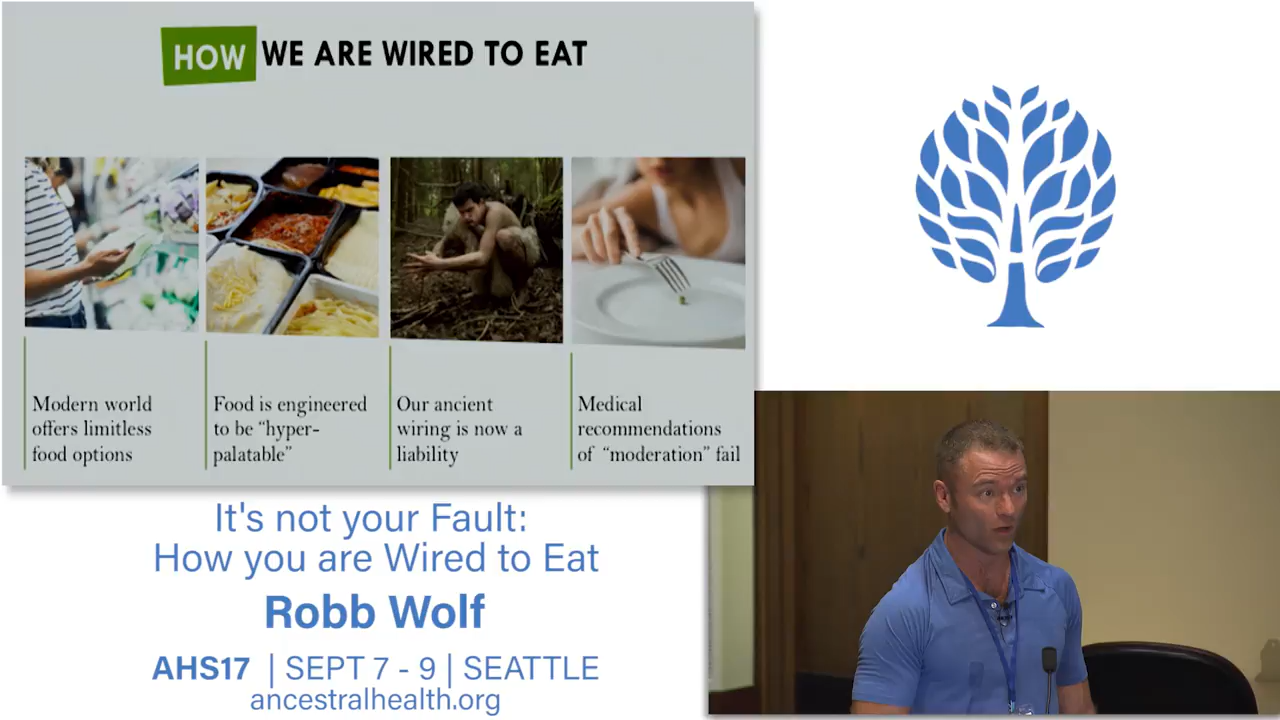 HOW WE ARE WIRED TO EAT
Modern world
offers limitless
food options
Food is engineered
to be “hyper-
palatable”
Our ancient
wiring is now a
liability
Medical
recommendations
of “moderation” fail
It's not your Fault:
How you are Wired to Eat
Robb Wolf
AHS17 | SEPT 7 - 9 | SEATTLE
ancestralhealth.org